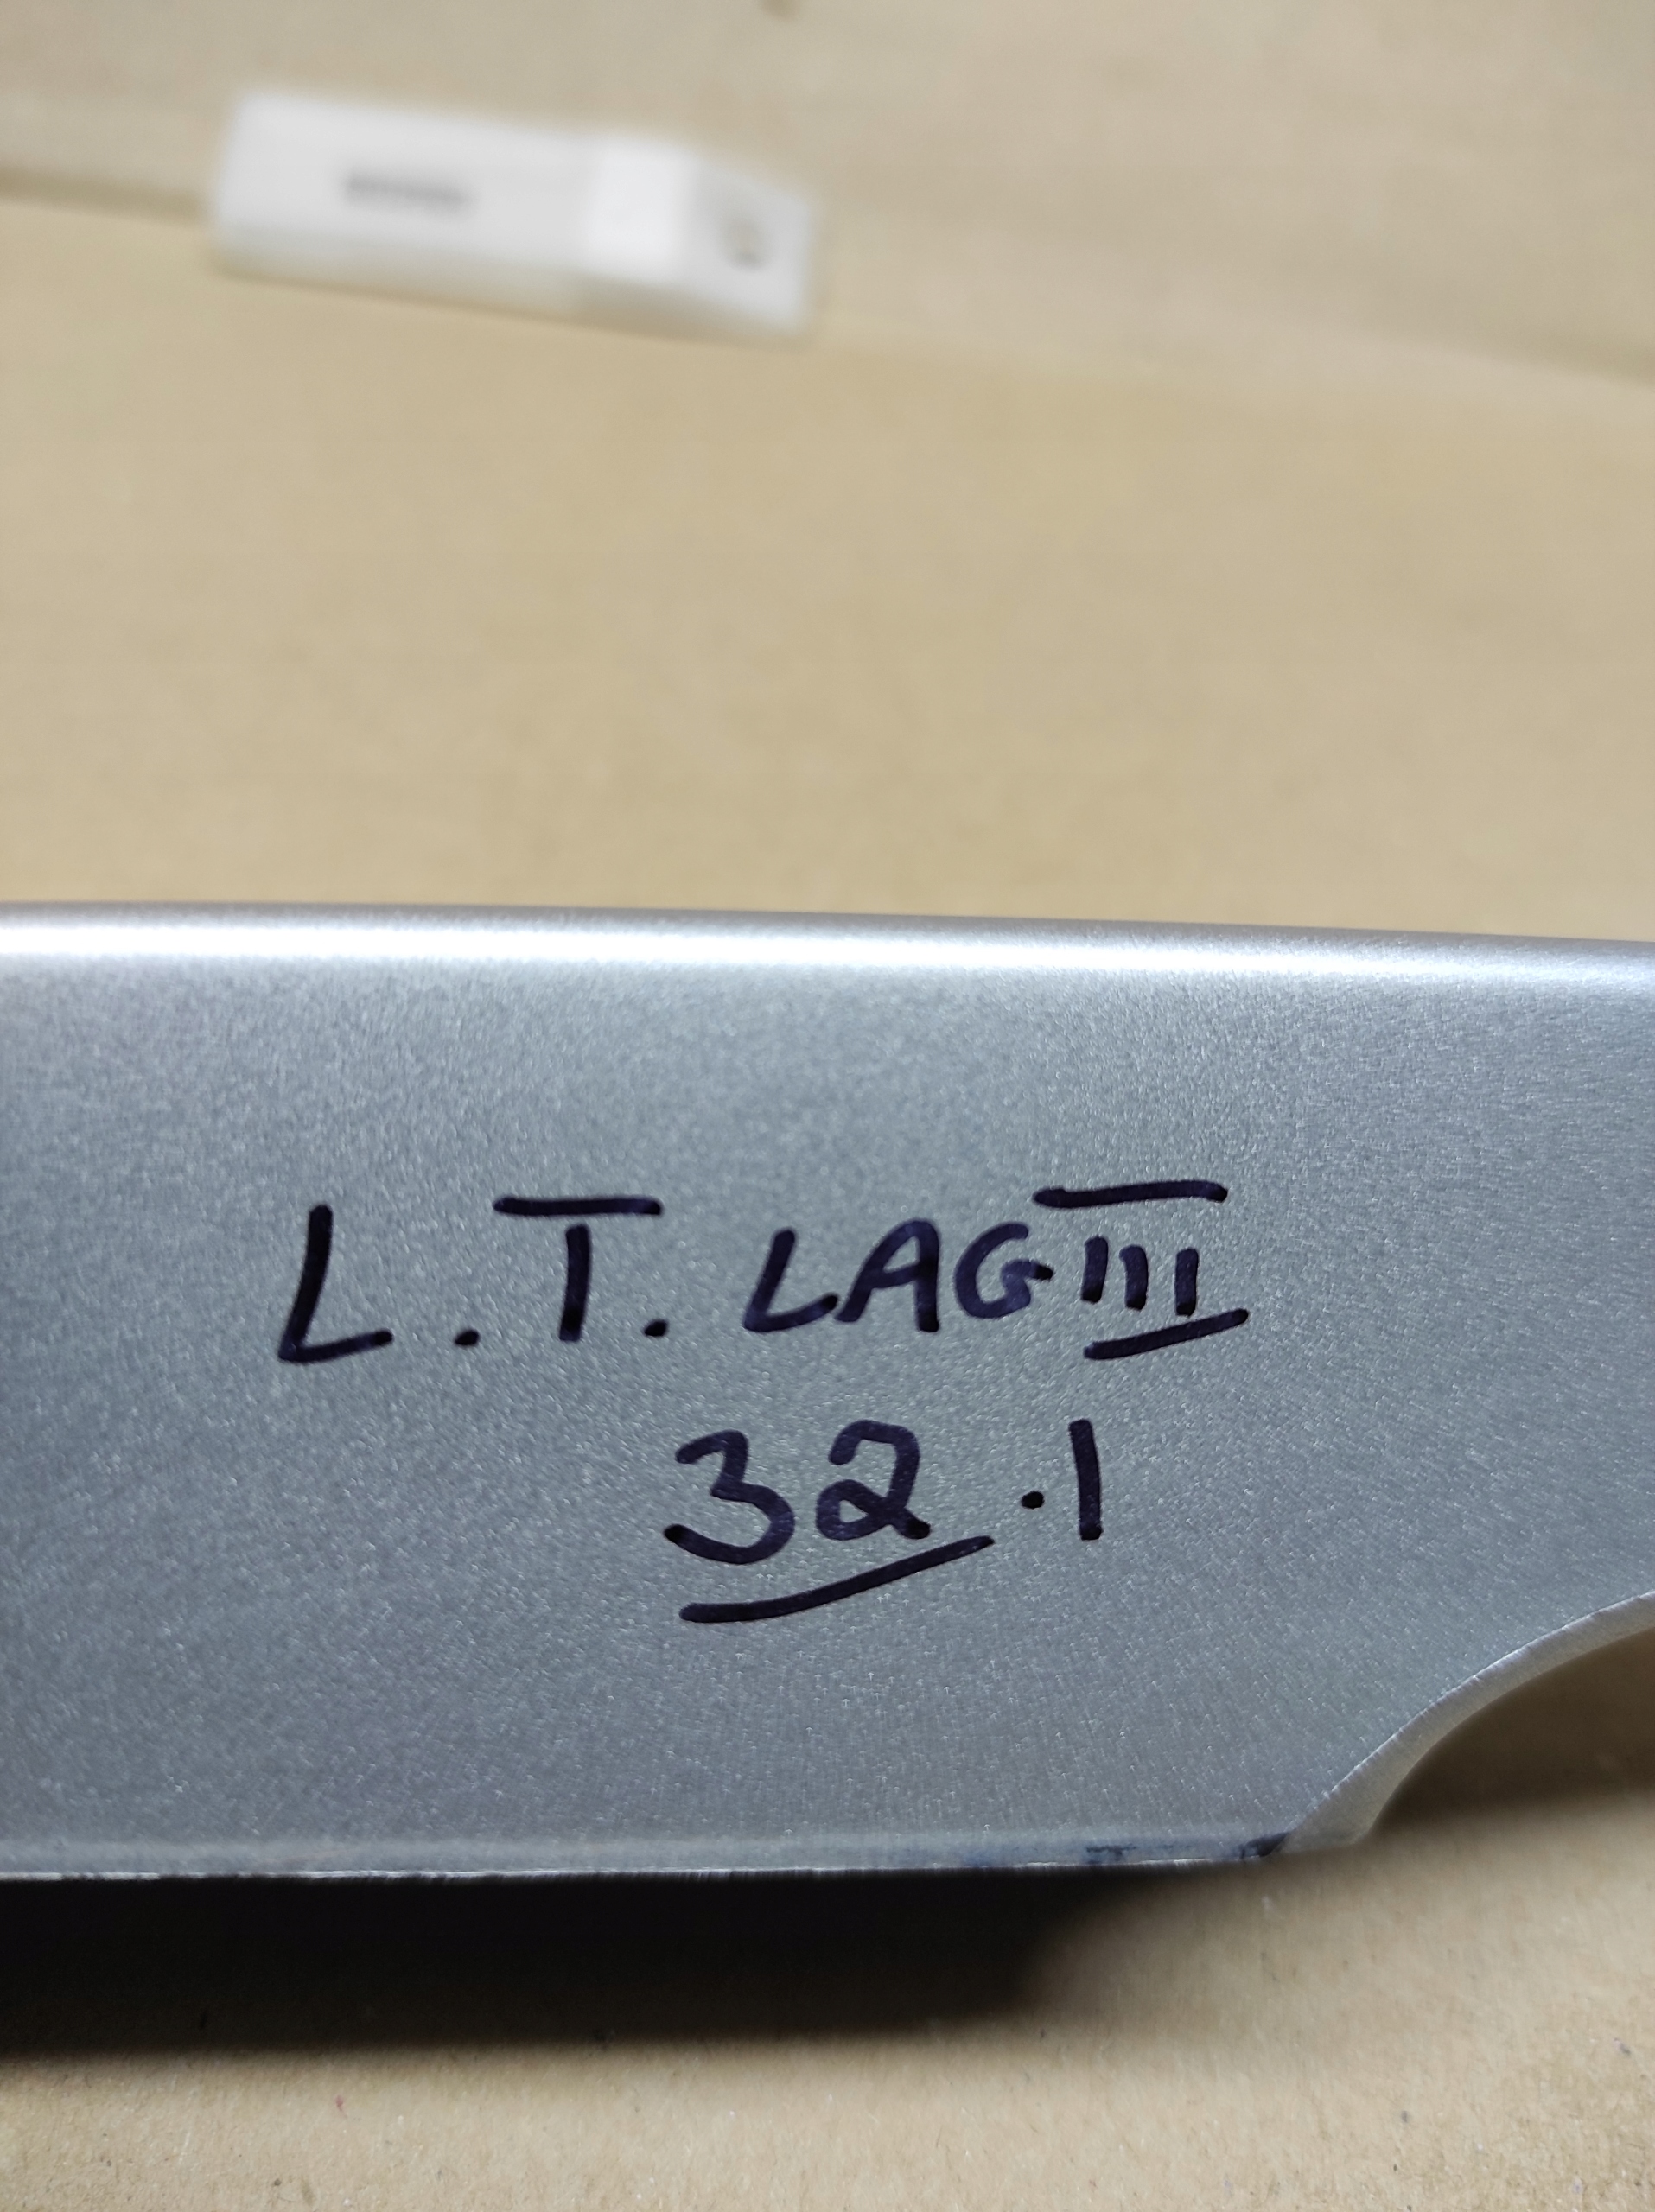 L.T. LAG III
32.1